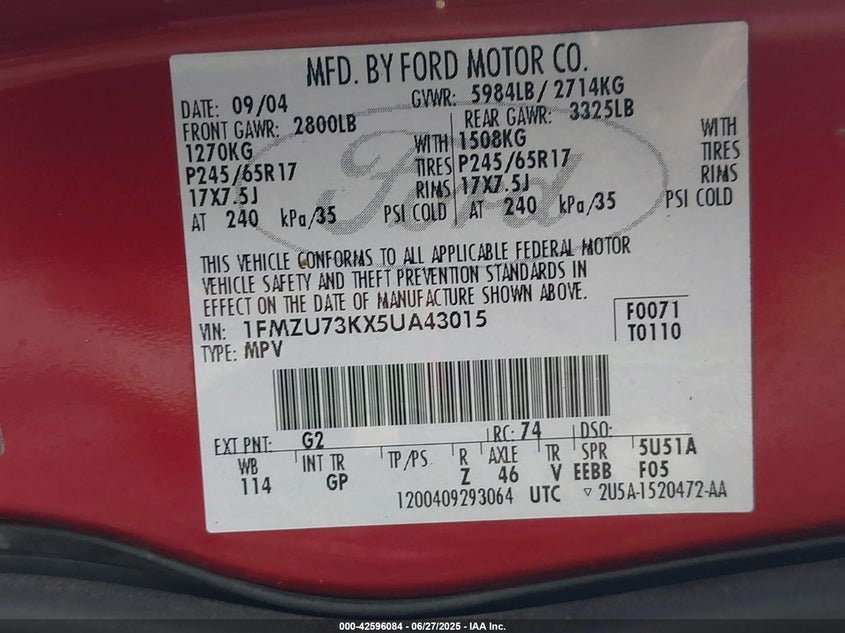 MFD. BY FORD MOTOR CO.
DATE: 09/04 GVWR: 5984LB/ 2714KG
FRONT GAWR: 2800LB REAR GAWR: 3325LB
1270KG WITH 1508KG WITH
P245/65R17 TIRES P245/65R17 TIRES
17X7.5J RIMS 17X7.5J RIMS
AT 240 kPa/35 PSI COLD AT 240 kPa/35 PSI COLD
Ford
THIS VEHICLE CONFORMS TO ALL APPLICABLE FEDERAL MOTOR
VEHICLE SAFETY AND THEFT PREVENTION STANDARDS IN
EFFECT ON THE DATE OF MANUFACTURE SHOWN ABOVE.
VIN: 1FMZU73KX5UA43015 F0071
TYPE: MPV T0110
EXT PNT: G2 RC: 74 DSO:
WB INT TR TP/PS R AXLE TR SPR 5U51A
114 GP Z 46 V EEBB F05
1200409293064 UTC ▽ 2U5A-1520472-AA
000-42596084 - 06/27/2025 - IAA Inc.